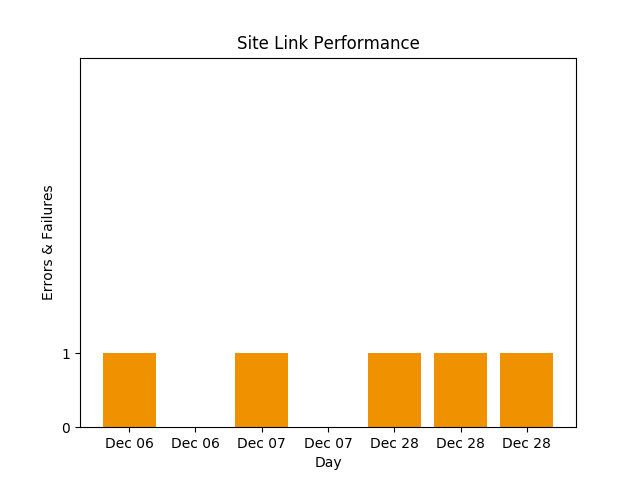 Site Link Performance
Errors & Failures
1
0
Dec 06 Dec 06 Dec 07 Dec 07 Dec 28 Dec 28 Dec 28
Day